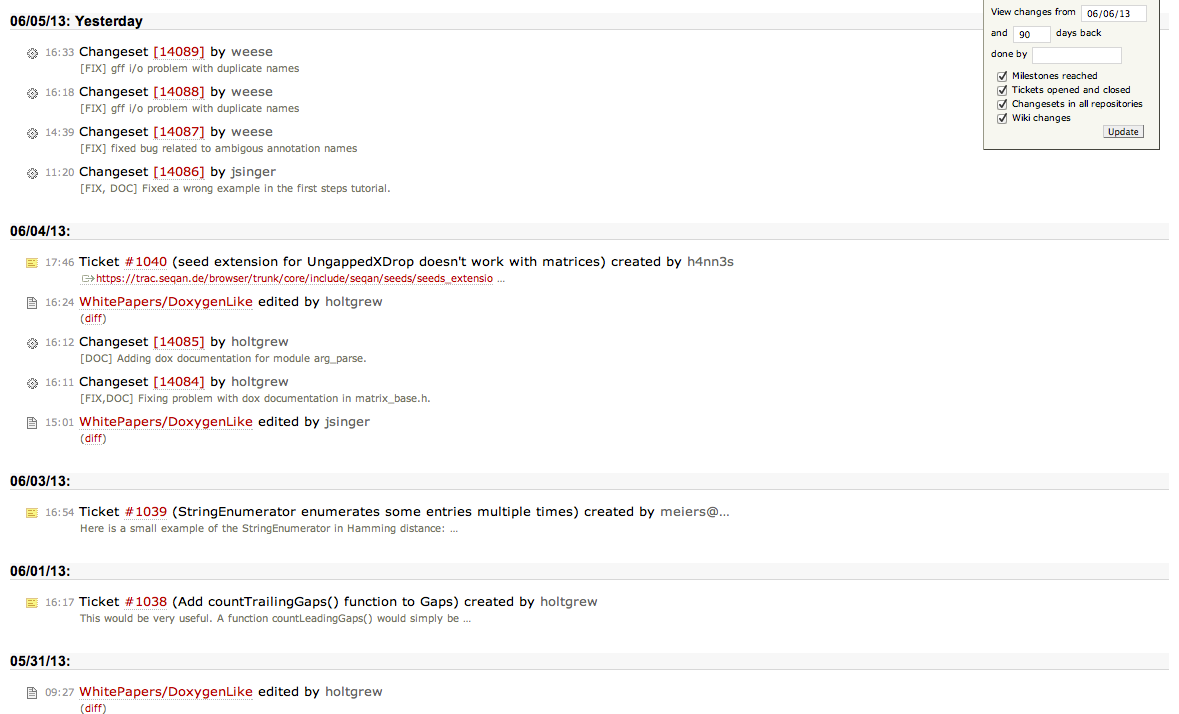 06/05/13: Yesterday
16:33 Changeset [14089] by weese
[FIX] gff i/o problem with duplicate names
16:18 Changeset [14088] by weese
[FIX] gff i/o problem with duplicate names
14:39 Changeset [14087] by weese
[FIX] fixed bug related to ambigous annotation names
11:20 Changeset [14086] by jsinger
[FIX, DOC] Fixed a wrong example in the first steps tutorial.
View changes from 06/06/13
and 90 days back
done by
Milestones reached
Tickets opened and closed
Changesets in all repositories
Wiki changes
Update
06/04/13:
17:46 Ticket #1040 (seed extension for UngappedXDrop doesn't work with matrices) created by h4nn3s
https://trac.seqan.de/browser/trunk/core/include/seqan/seeds/seeds_extensio ...
16:24 WhitePapers/DoxygenLike edited by holtgrew
(diff)
16:12 Changeset [14085] by holtgrew
[DOC] Adding dox documentation for module arg_parse.
16:11 Changeset [14084] by holtgrew
[FIX,DOC] Fixing problem with dox documentation in matrix_base.h.
15:01 WhitePapers/DoxygenLike edited by jsinger
(diff)
06/03/13:
16:54 Ticket #1039 (StringEnumerator enumerates some entries multiple times) created by meiers@...
Here is a small example of the StringEnumerator in Hamming distance: ...
06/01/13:
16:17 Ticket #1038 (Add countTrailingGaps() function to Gaps) created by holtgrew
This would be very useful. A function countLeadingGaps() would simply be ...
05/31/13:
09:27 WhitePapers/DoxygenLike edited by holtgrew
(diff)